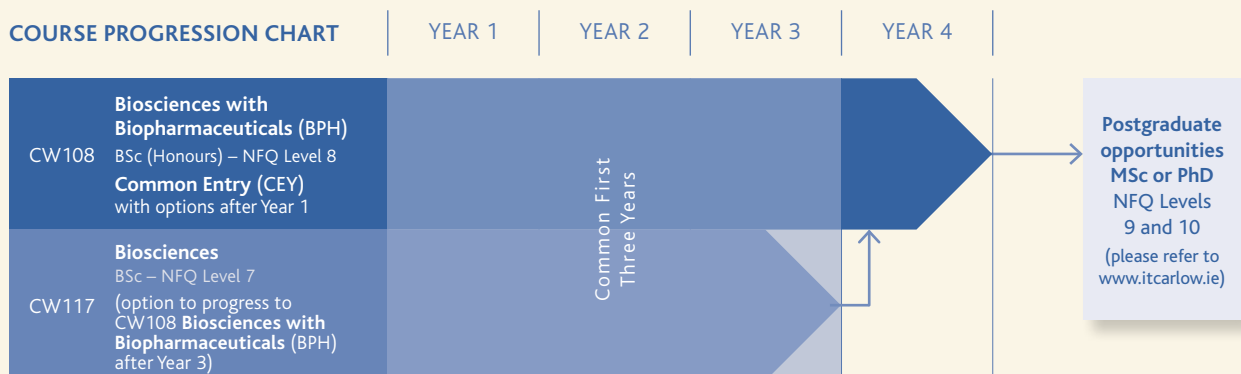 COURSE PROGRESSION CHART
YEAR 1
YEAR 2
YEAR 3
YEAR 4
CW108
Biosciences with
Biopharmaceuticals (BPH)
BSc (Honours) – NFQ Level 8
Common Entry (CEY)
with options after Year 1
CW117
Biosciences
BSc – NFQ Level 7
(option to progress to
CW108 Biosciences with
Biopharmaceuticals (BPH)
after Year 3)
Common First
Three Years
Postgraduate
opportunities
MSc or PhD
NFQ Levels
9 and 10
(please refer to
www.itcarlow.ie)